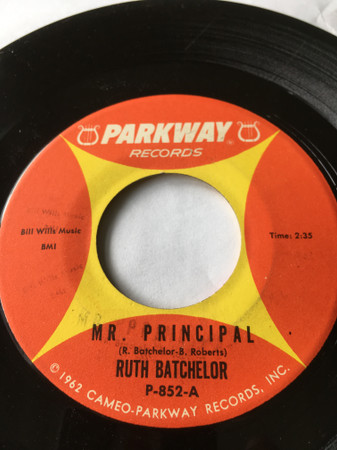 PARKWAY
RECORDS
Bill Wills Music
BMI
Time: 2:35
MR. PRINCIPAL
(R. Batchelor-B. Roberts)
RUTH BATCHELOR
P-852-A
© 1962 CAMEO-PARKWAY RECORDS, INC.